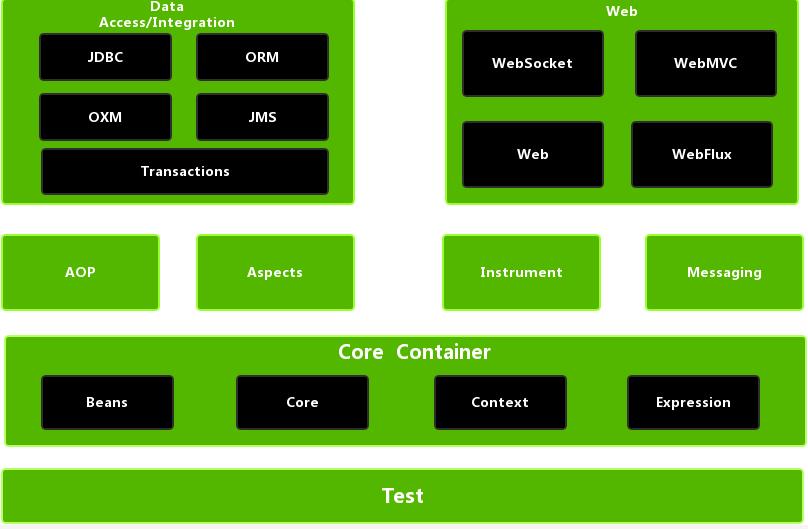 Data
Access/Integration
JDBC
ORM
OXM
JMS
Transactions
Web
WebSocket
WebMVC
Web
WebFlux
AOP
Aspects
Instrument
Messaging
Core Container
Beans
Core
Context
Expression
Test